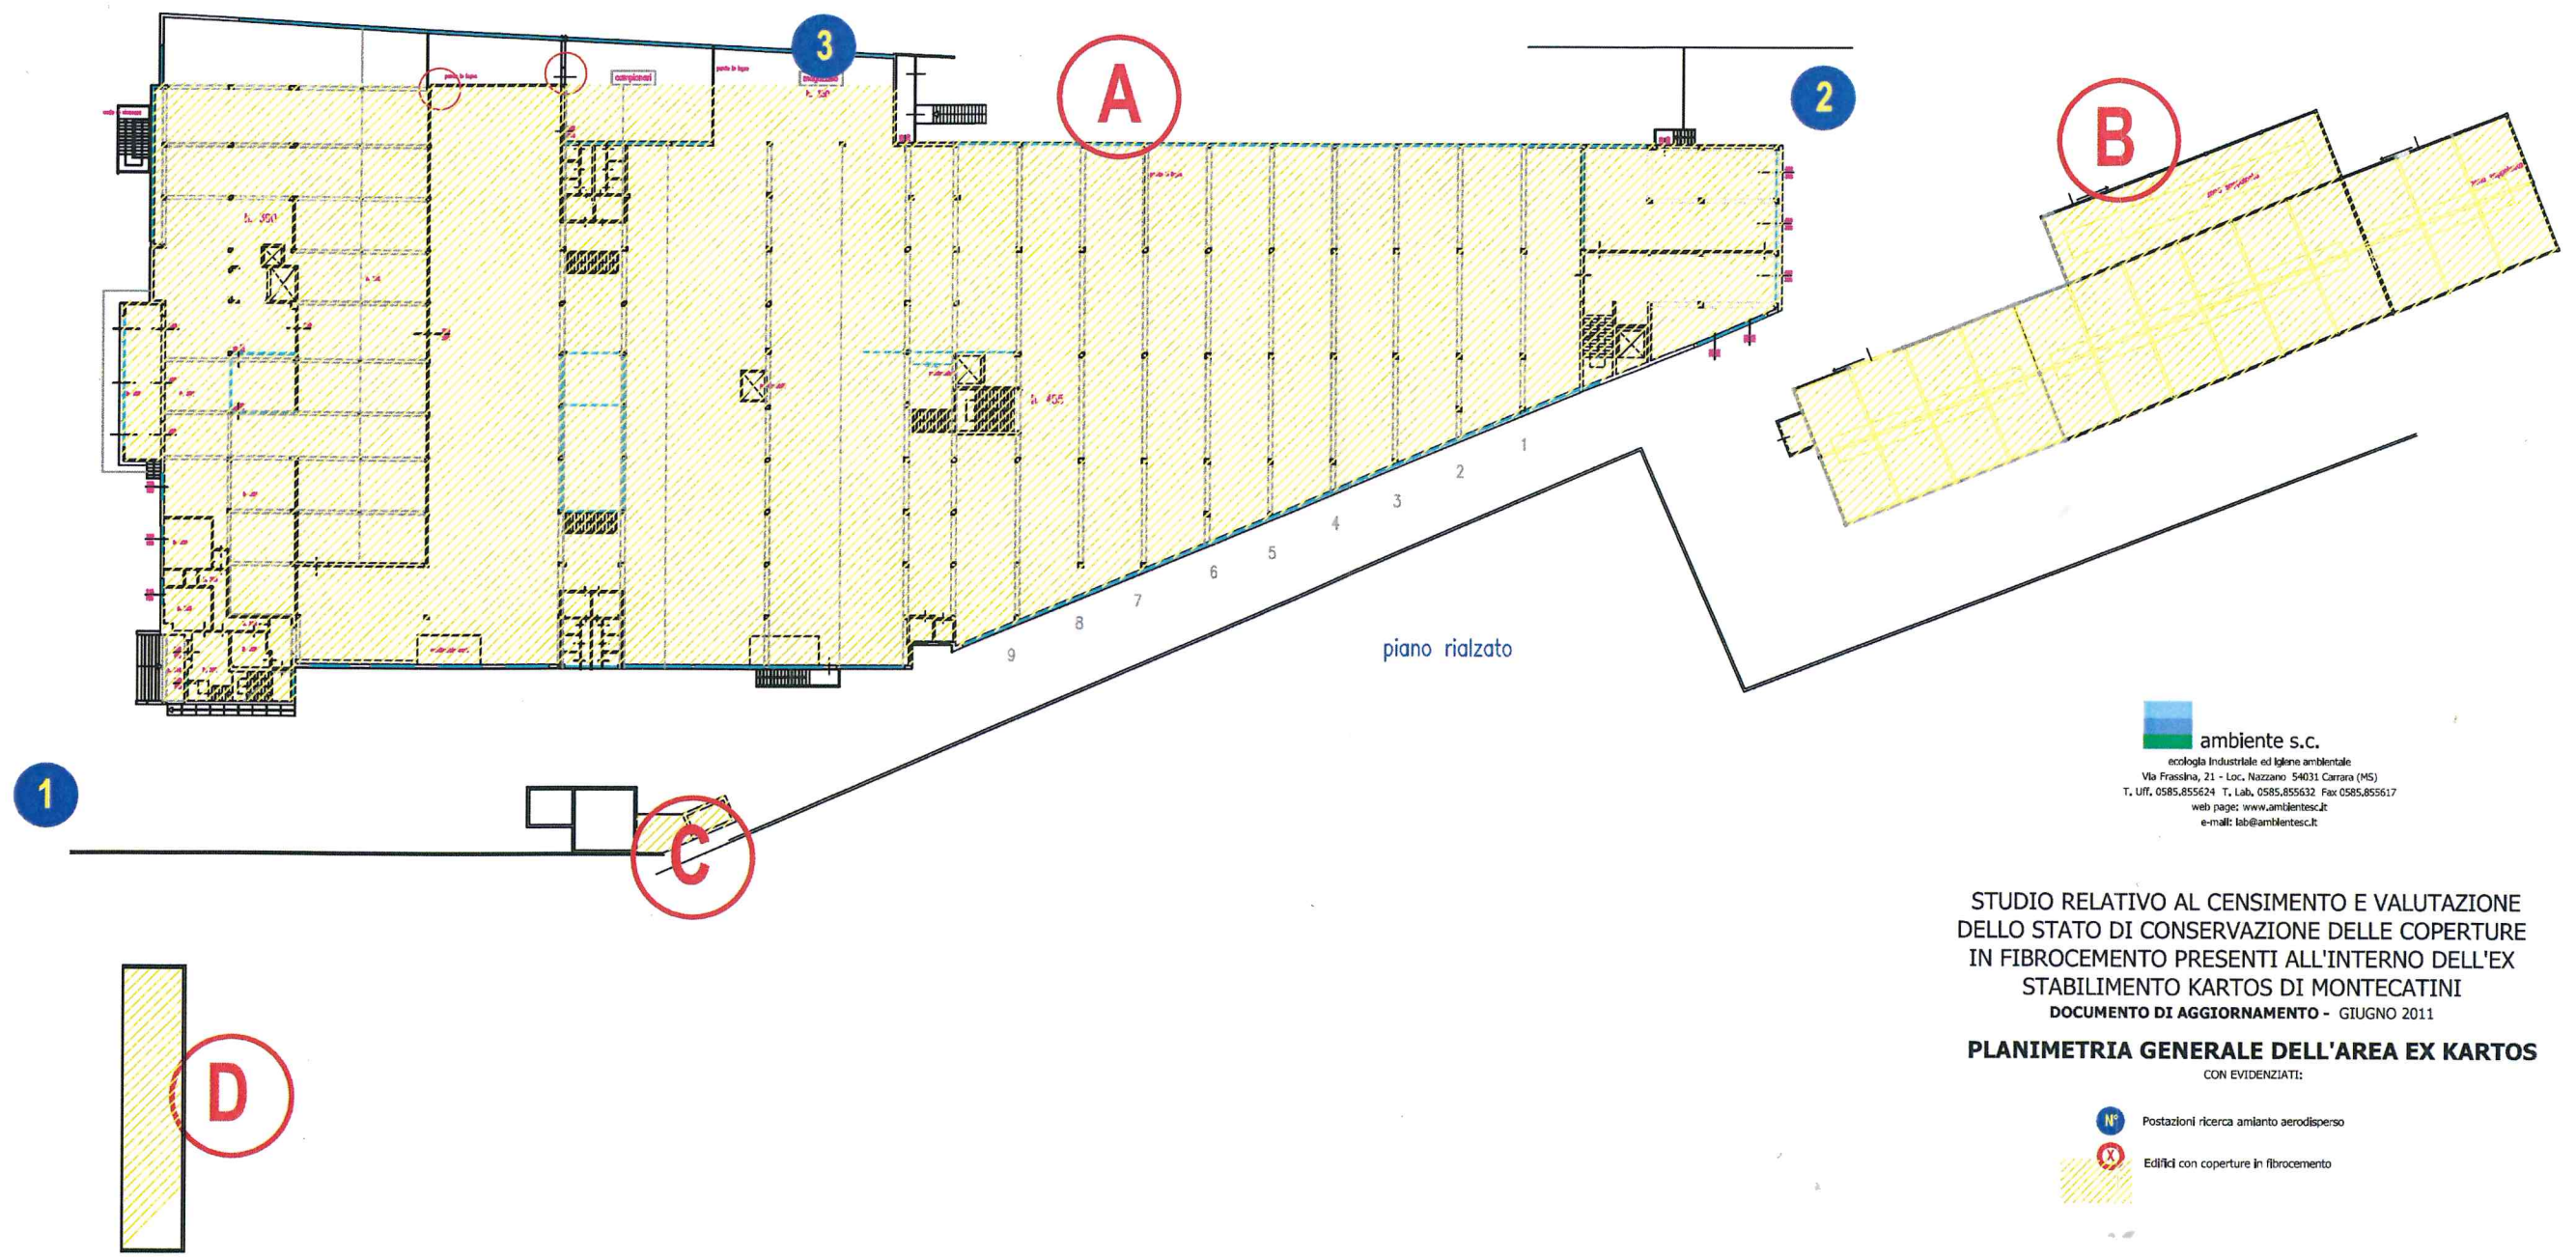 3
A
2
B
campionari
h. 350
h. 405
1
2
3
4
5
6
7
8
9
piano rialzato
1
C
D
ambiente s.c.
ecologia industriale ed igiene ambientale
Via Frassina, 21 - Loc. Nazzano 54031 Carrara (MS)
T. Uff. 0585.855624 T. Lab. 0585.855632 Fax 0585.855617
web page: www.ambientesc.it
e-mail: lab@ambientesc.it
STUDIO RELATIVO AL CENSIMENTO E VALUTAZIONE
DELLO STATO DI CONSERVAZIONE DELLE COPERTURE
IN FIBROCEMENTO PRESENTI ALL'INTERNO DELL'EX
STABILIMENTO KARTOS DI MONTECATINI
DOCUMENTO DI AGGIORNAMENTO - GIUGNO 2011
PLANIMETRIA GENERALE DELL'AREA EX KARTOS
CON EVIDENZIATI:
N° Postazioni ricerca amianto aerodisperso
X Edifici con coperture in fibrocemento